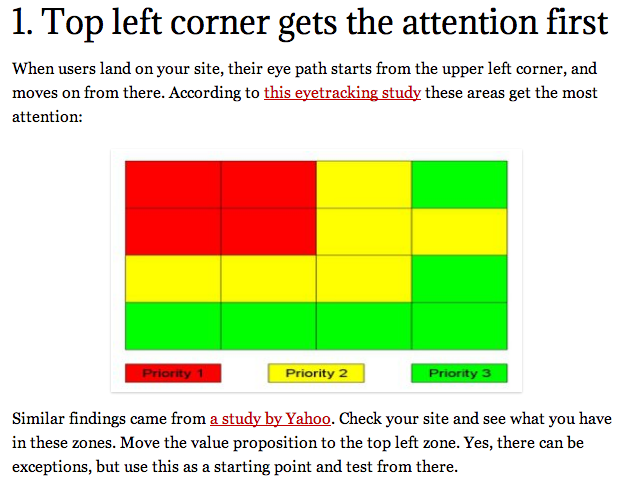 1. Top left corner gets the attention first
When users land on your site, their eye path starts from the upper left corner, and
moves on from there. According to this eyetracking study these areas get the most
attention:
Priority 1 Priority 2 Priority 3
Similar findings came from a study by Yahoo. Check your site and see what you have
in these zones. Move the value proposition to the top left zone. Yes, there can be
exceptions, but use this as a starting point and test from there.